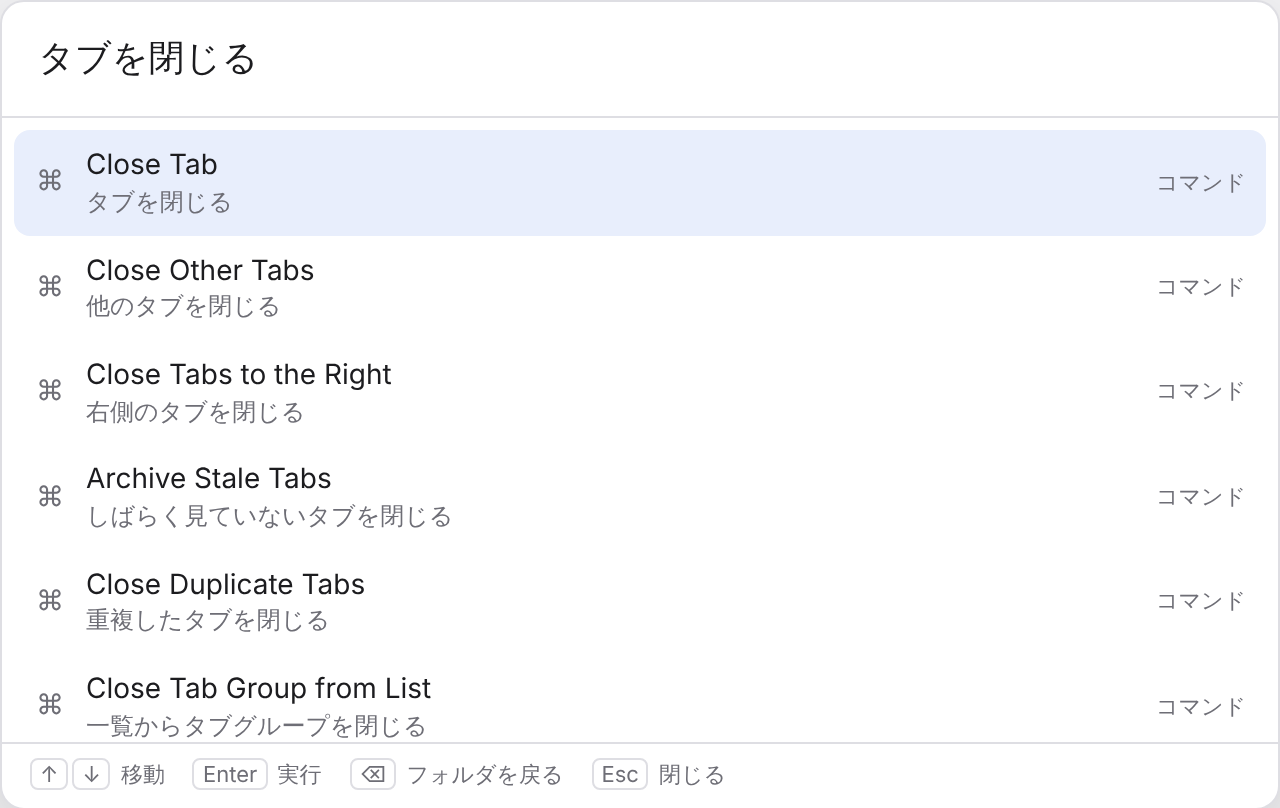 タブを閉じる
⌘ Close Tab コマンド
タブを閉じる
⌘ Close Other Tabs コマンド
他のタブを閉じる
⌘ Close Tabs to the Right コマンド
右側のタブを閉じる
⌘ Archive Stale Tabs コマンド
しばらく見ていないタブを閉じる
⌘ Close Duplicate Tabs コマンド
重複したタブを閉じる
⌘ Close Tab Group from List コマンド
一覧からタブグループを閉じる
↑ ↓ 移動 Enter 実行 ⌫ フォルダを戻る Esc 閉じる